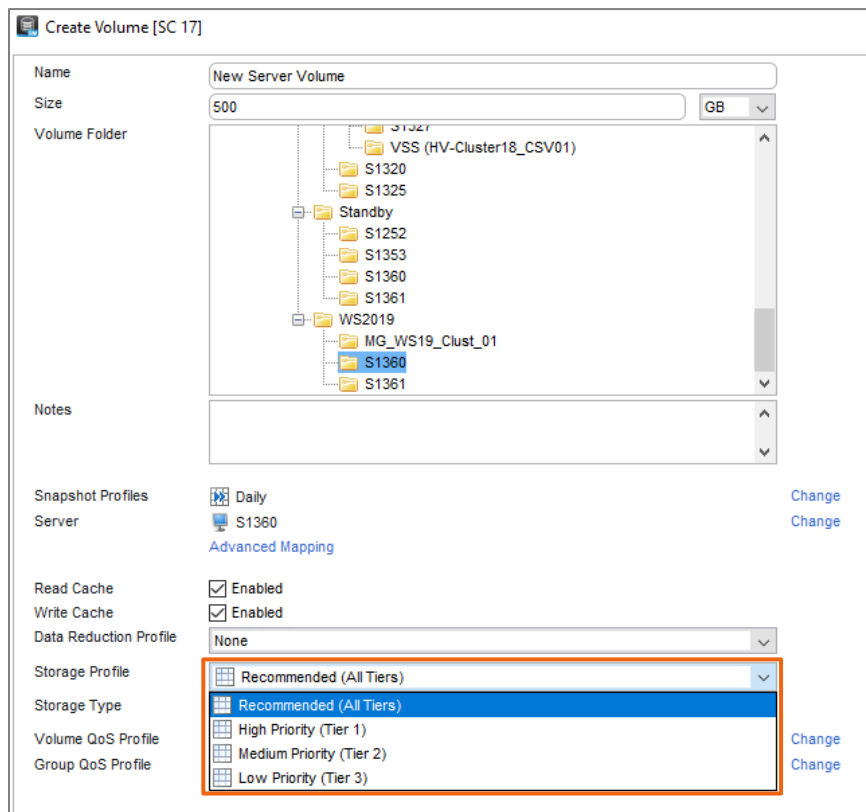 Create Volume [SC 17]
Name New Server Volume
Size 500 GB
Volume Folder
S1327
VSS (HV-Cluster18_CSV01)
S1320
S1325
Standby
S1252
S1353
S1360
S1361
WS2019
MG_WS19_Clust_01
S1360
S1361
Notes
Snapshot Profiles Daily Change
Server S1360 Change
Advanced Mapping
Read Cache Enabled
Write Cache Enabled
Data Reduction Profile None
Storage Profile Recommended (All Tiers)
Storage Type Recommended (All Tiers)
High Priority (Tier 1)
Volume QoS Profile Change
Medium Priority (Tier 2)
Group QoS Profile Change
Low Priority (Tier 3)